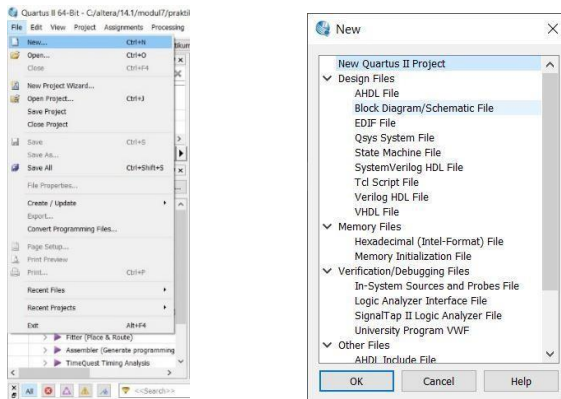 Quartus II 64-Bit - C:/altera/14.1/modul7/prakti
File Edit View Project Assignments Processing
New... Ctrl+N
Open... Ctrl+O
Close Ctrl+F4
New Project Wizard...
Open Project... Ctrl+J
Save Project
Close Project
Save Ctrl+S
Save As...
Save All Ctrl+Shift+S
File Properties...
Create / Update
Export...
Convert Programming Files...
Page Setup...
Print Preview
Print... Ctrl+P
Recent Files
Recent Projects
Exit Alt+F4
Fitter (Place & Route)
Assembler (Generate programming
TimeQuest Timing Analysis
All <<Search>>
New
New Quartus II Project
Design Files
AHDL File
Block Diagram/Schematic File
EDIF File
Qsys System File
State Machine File
SystemVerilog HDL File
Tcl Script File
Verilog HDL File
VHDL File
Memory Files
Hexadecimal (Intel-Format) File
Memory Initialization File
Verification/Debugging Files
In-System Sources and Probes File
Logic Analyzer Interface File
SignalTap II Logic Analyzer File
University Program VWF
Other Files
AHDL Include File
OK Cancel Help